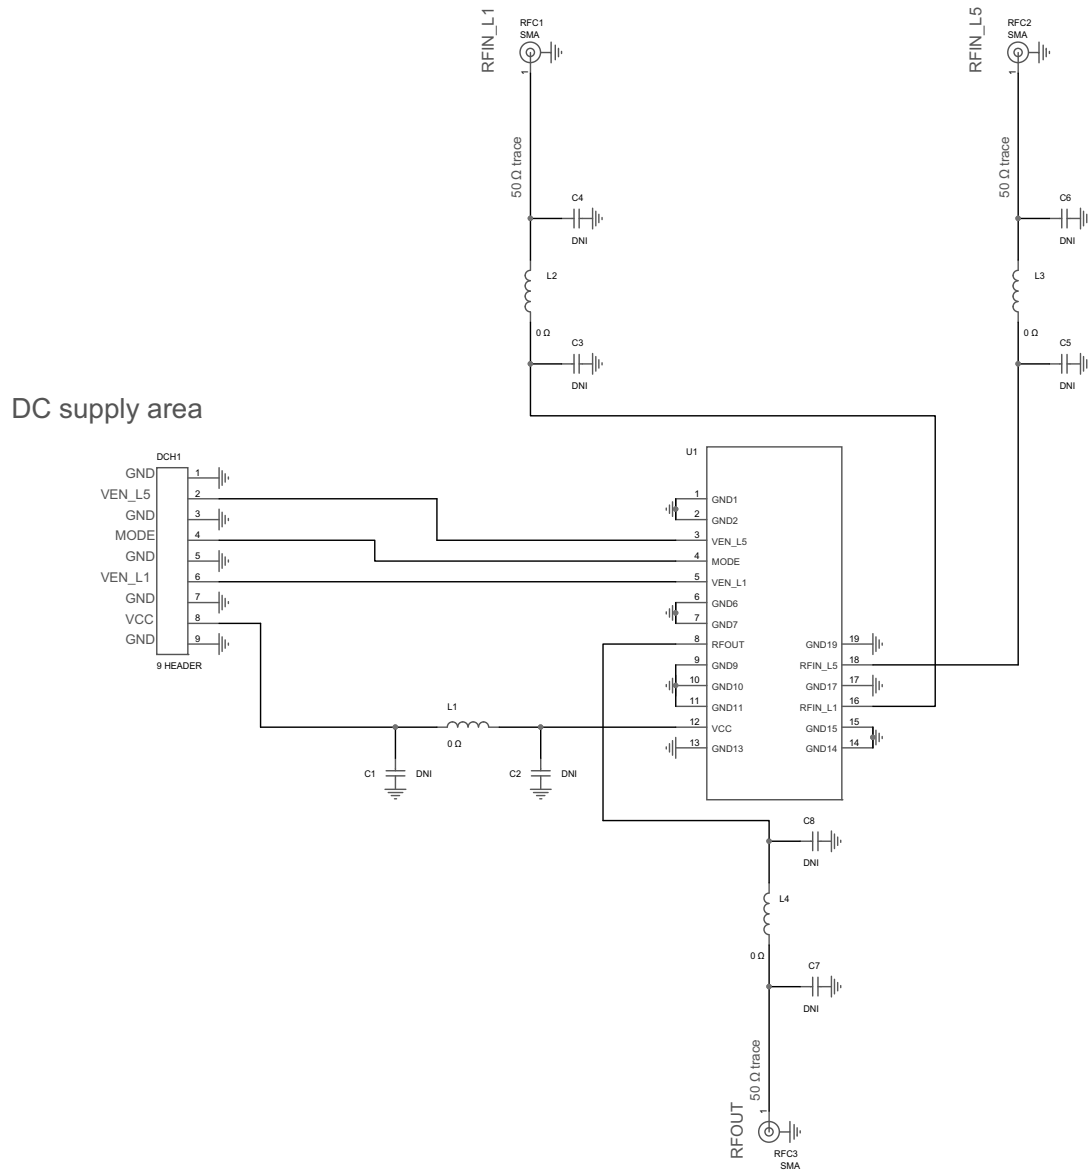 RFIN_L1
RFC1
SMA
1
50 Ω trace
C4
DNI
L2
0 Ω
C3
DNI
RFIN_L5
RFC2
SMA
1
50 Ω trace
C6
DNI
L3
0 Ω
C5
DNI
DC supply area
DCH1
GND 1
VEN_L5 2
GND 3
MODE 4
GND 5
VEN_L1 6
GND 7
VCC 8
GND 9
9 HEADER
U1
1 GND1
2 GND2
3 VEN_L5
4 MODE
5 VEN_L1
6 GND6
7 GND7
8 RFOUT
9 GND9
10 GND10
11 GND11
12 VCC
13 GND13
GND19 19
RFIN_L5 18
GND17 17
RFIN_L1 16
GND15 15
GND14 14
L1
0 Ω
C1 DNI
C2 DNI
C8
DNI
L4
0 Ω
C7
DNI
50 Ω trace
1
RFOUT
RFC3
SMA